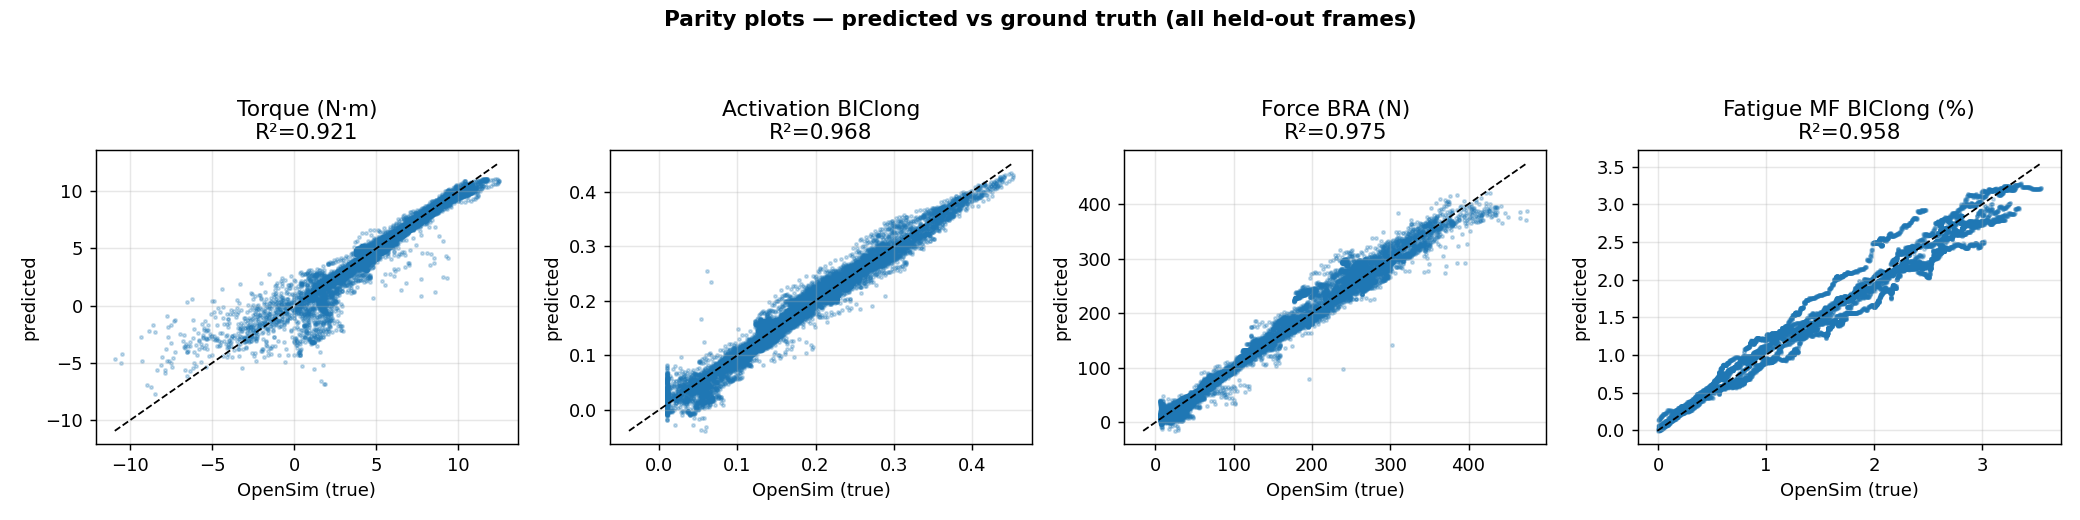 Parity plots — predicted vs ground truth (all held-out frames)
Torque (N·m)
R²=0.921
predicted
10
5
0
−5
−10
−10 −5 0 5 10
OpenSim (true)
Activation BIClong
R²=0.968
predicted
0.4
0.3
0.2
0.1
0.0
0.0 0.1 0.2 0.3 0.4
OpenSim (true)
Force BRA (N)
R²=0.975
predicted
400
300
200
100
0
0 100 200 300 400
OpenSim (true)
Fatigue MF BIClong (%)
R²=0.958
predicted
3.5
3.0
2.5
2.0
1.5
1.0
0.5
0.0
0 1 2 3
OpenSim (true)